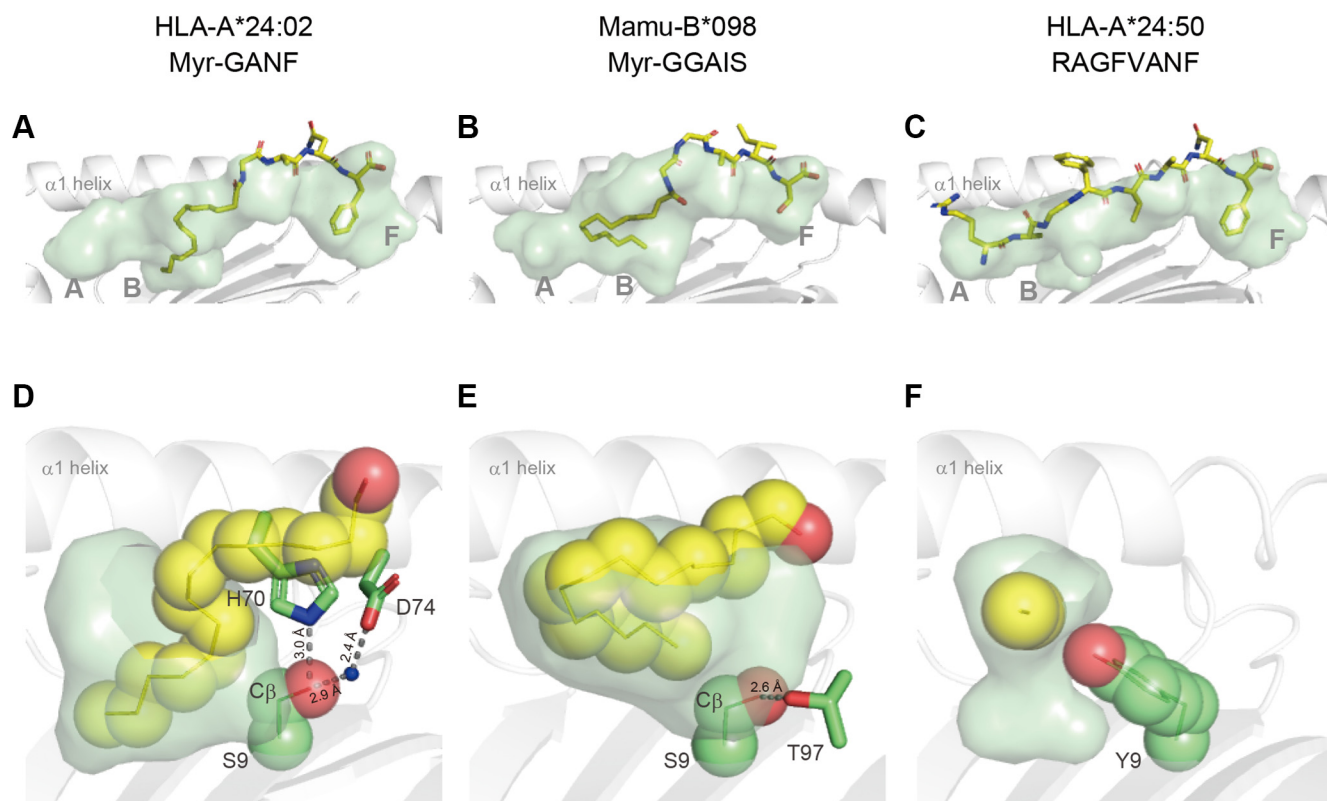 HLA-A*24:02
Myr-GANF
Mamu-B*098
Myr-GGAIS
HLA-A*24:50
RAGFVANF
A
α1 helix
A
B
F
B
α1 helix
A
B
F
C
α1 helix
A
B
F
D
α1 helix
H70
D74
3.0 Å
2.4 Å
Cβ
2.9 Å
S9
E
α1 helix
Cβ
2.6 Å
S9
T97
F
α1 helix
Y9